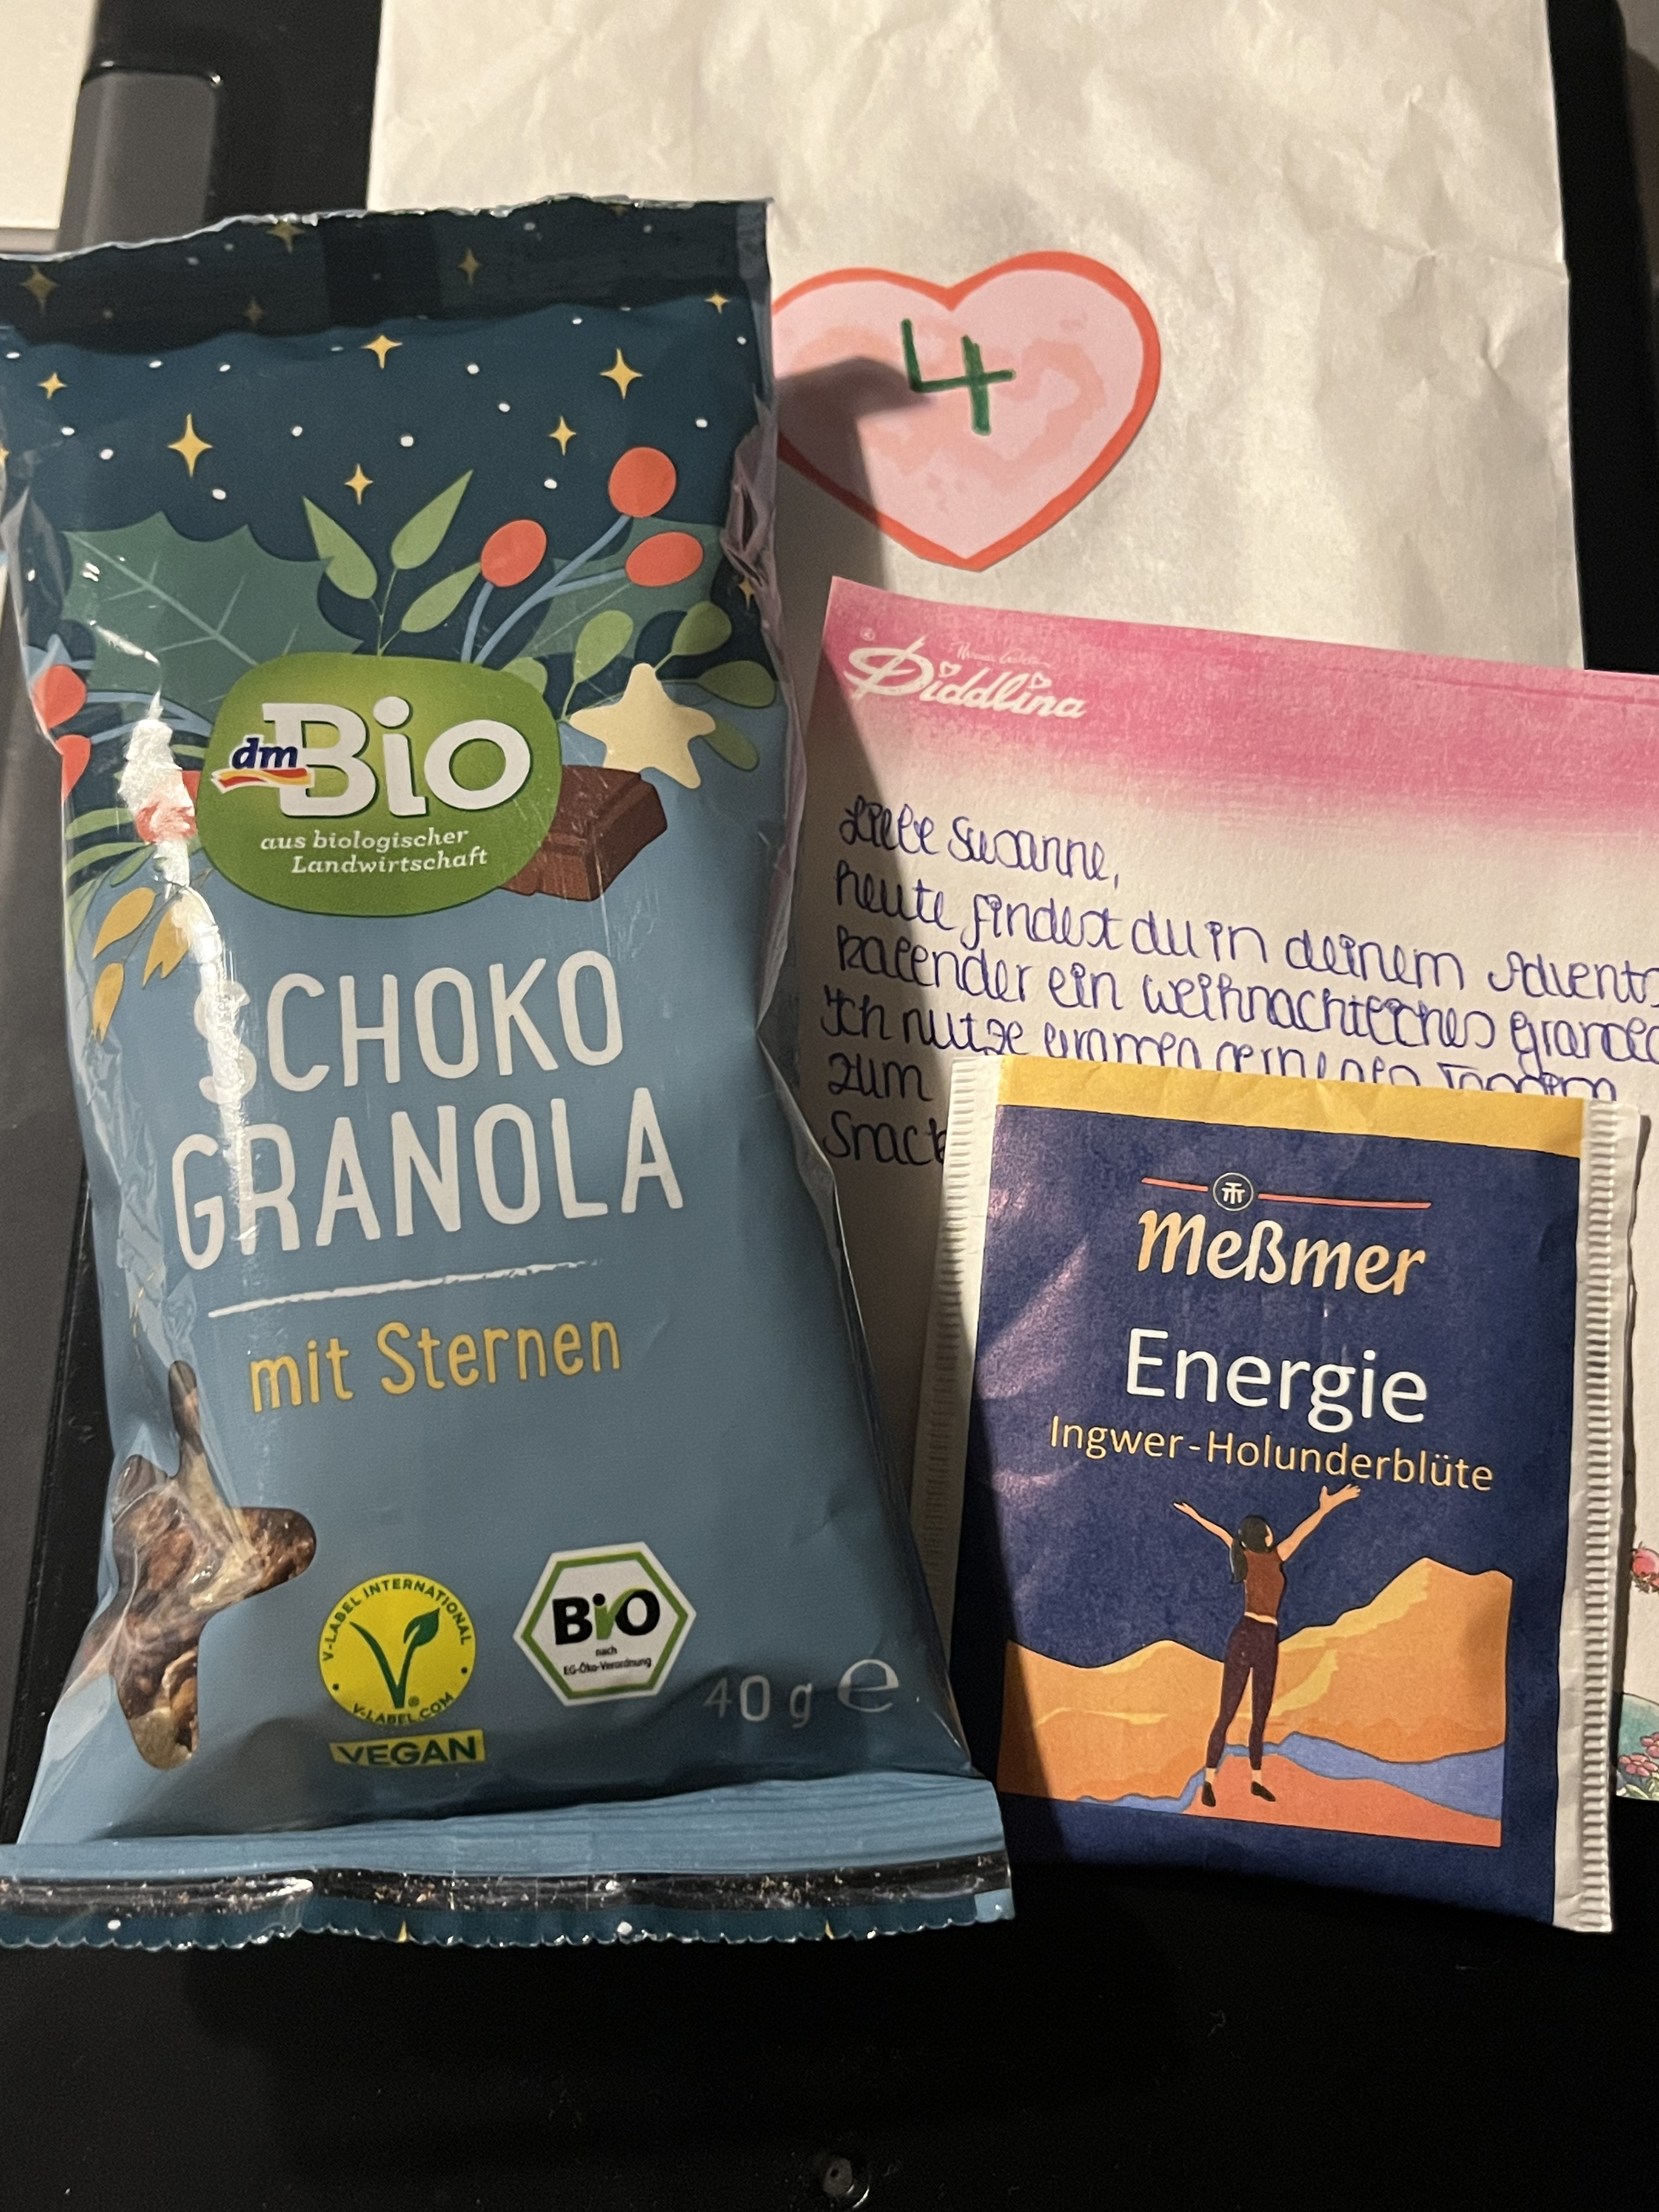 4
Diddlina
Liebe Susanne,
heute findest du in deinem Advents
kalender ein weihnachtliches
Ich nutze
zum
Snack
dm
Bio
aus biologischer
Landwirtschaft
SCHOKO
GRANOLA
mit Sternen
V-LABEL INTERNATIONAL
V-LABEL.COM
VEGAN
BiO
nach
EG-Öko-Verordnung
40 g e
Meßmer
Energie
Ingwer-Holunderblüte